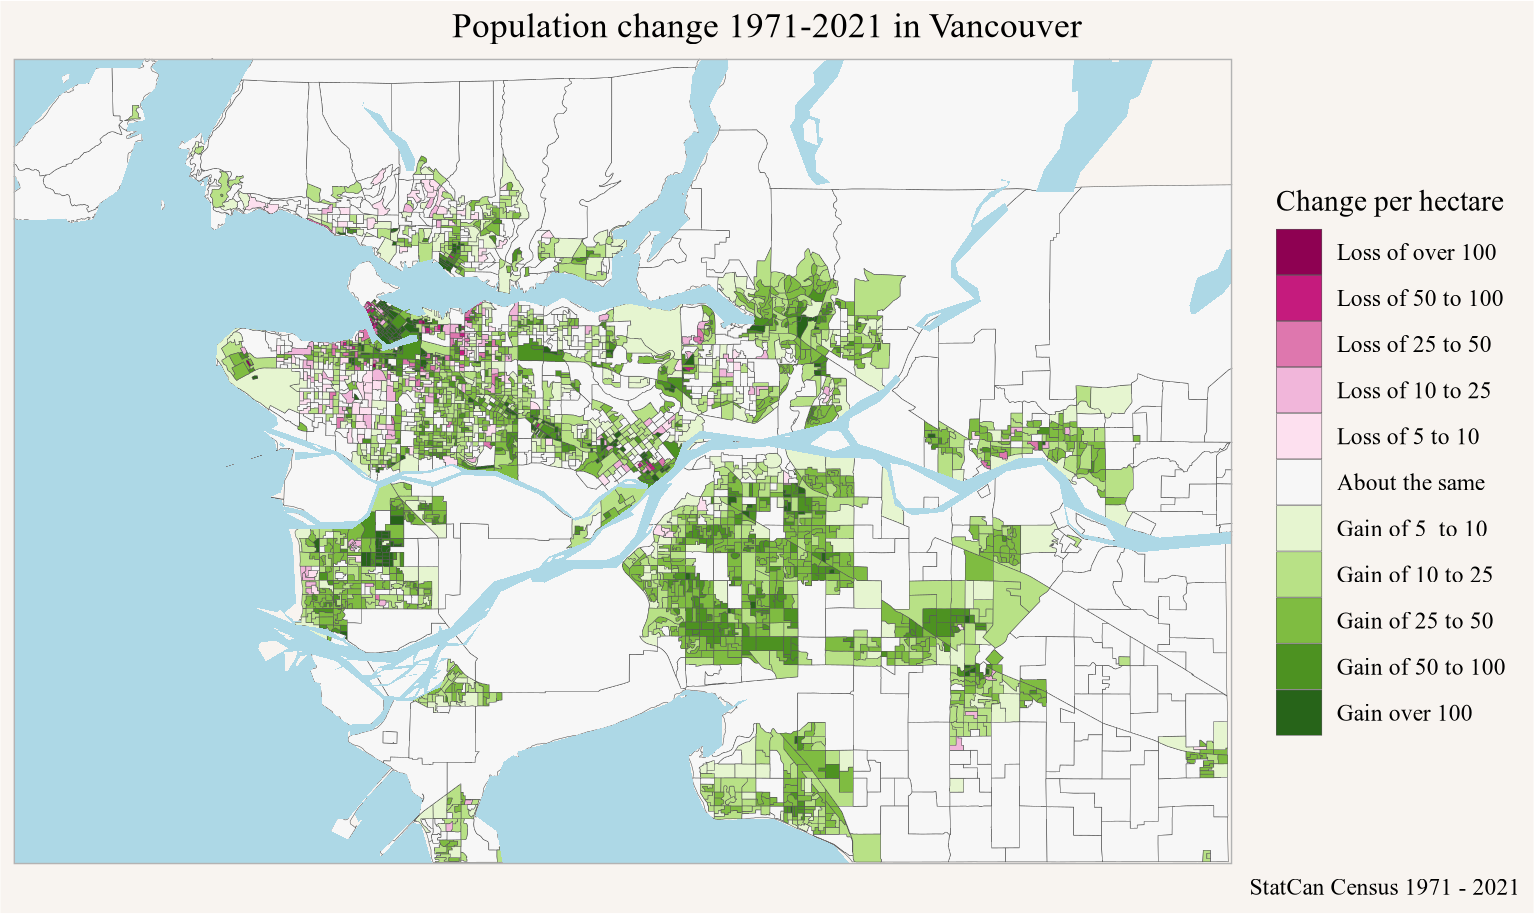 Population change 1971-2021 in Vancouver
Change per hectare
Loss of over 100
Loss of 50 to 100
Loss of 25 to 50
Loss of 10 to 25
Loss of 5 to 10
About the same
Gain of 5  to 10
Gain of 10 to 25
Gain of 25 to 50
Gain of 50 to 100
Gain over 100
StatCan Census 1971 - 2021